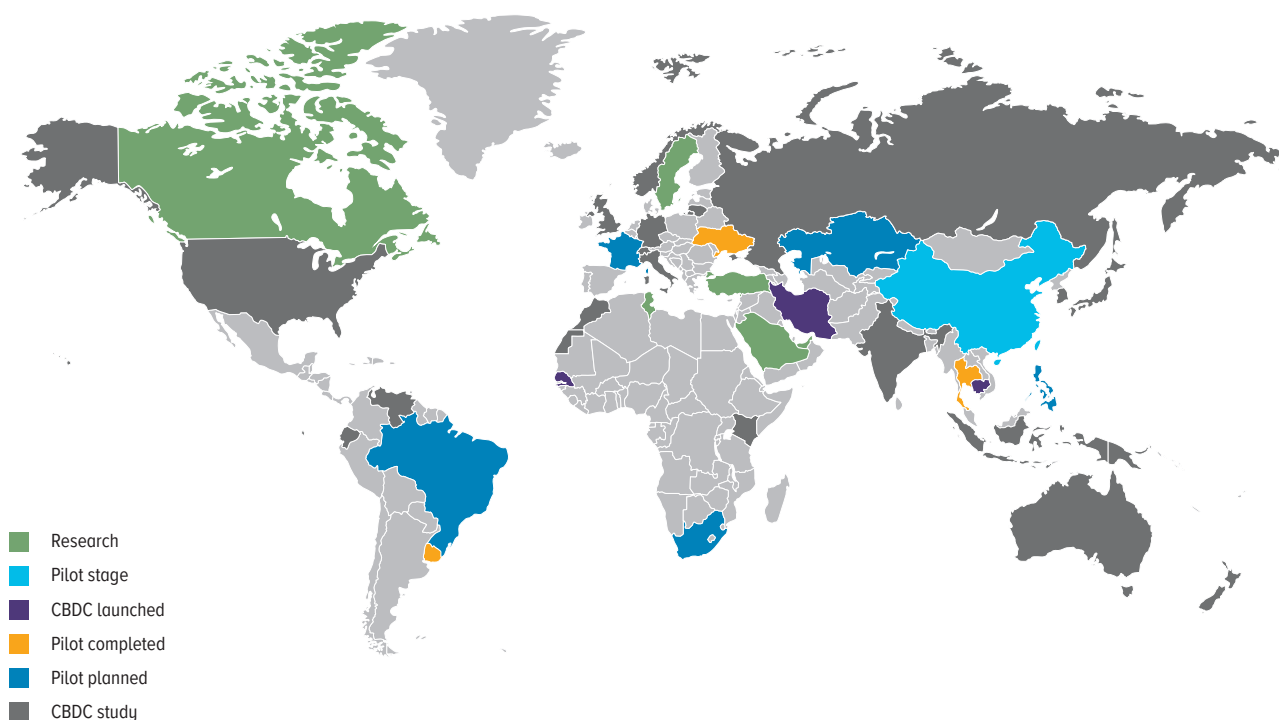 Research
Pilot stage
CBDC launched
Pilot completed
Pilot planned
CBDC study